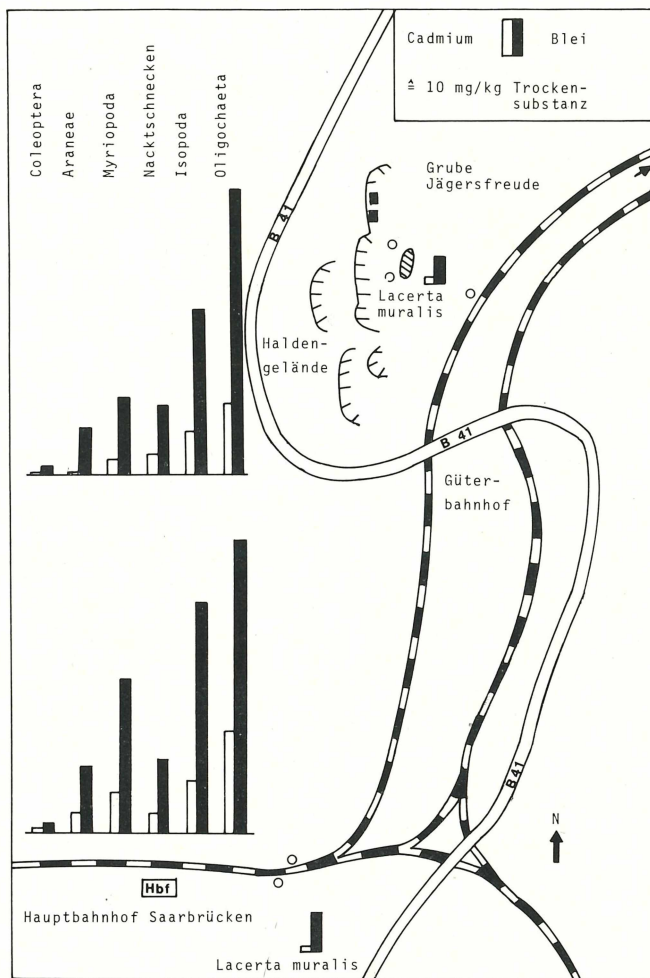 Cadmium Blei
≙ 10 mg/kg Trocken-
substanz
Coleoptera
Araneae
Myriopoda
Nacktschnecken
Isopoda
Oligochaeta
B 41
Grube
Jägersfreude
Lacerta
muralis
Halden-
gelände
B 41
Güter-
bahnhof
B41
N
Hbf
Hauptbahnhof Saarbrücken
Lacerta muralis